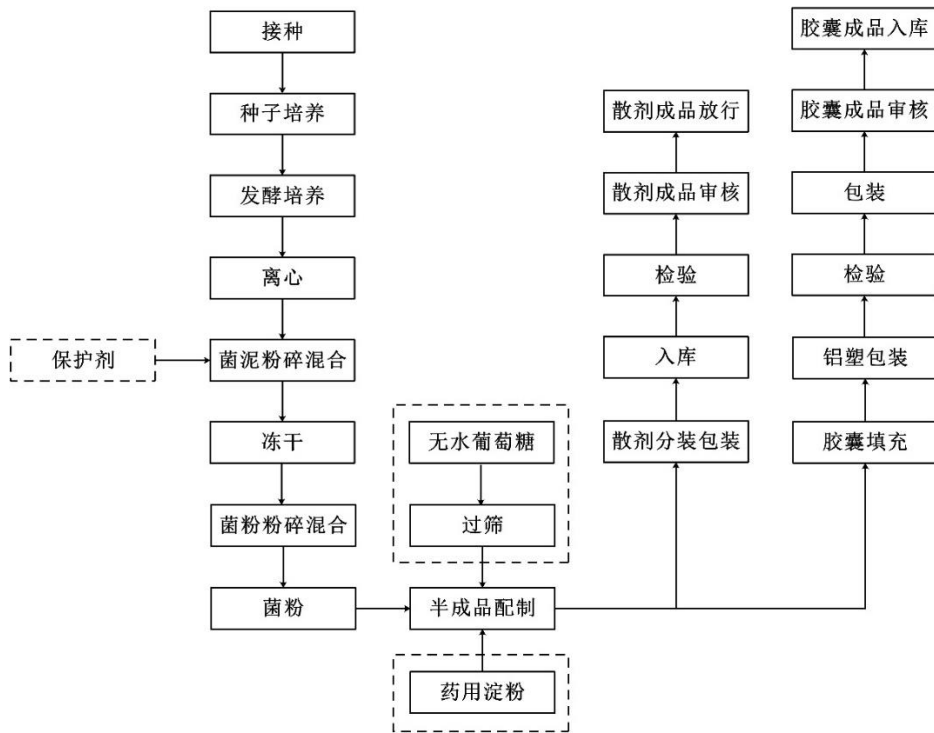 接种
种子培养
发酵培养
离心
保护剂
菌泥粉碎混合
冻干
菌粉粉碎混合
菌粉
无水葡萄糖
过筛
半成品配制
药用淀粉
散剂成品放行
散剂成品审核
检验
入库
散剂分装包装
胶囊成品入库
胶囊成品审核
包装
检验
铝塑包装
胶囊填充